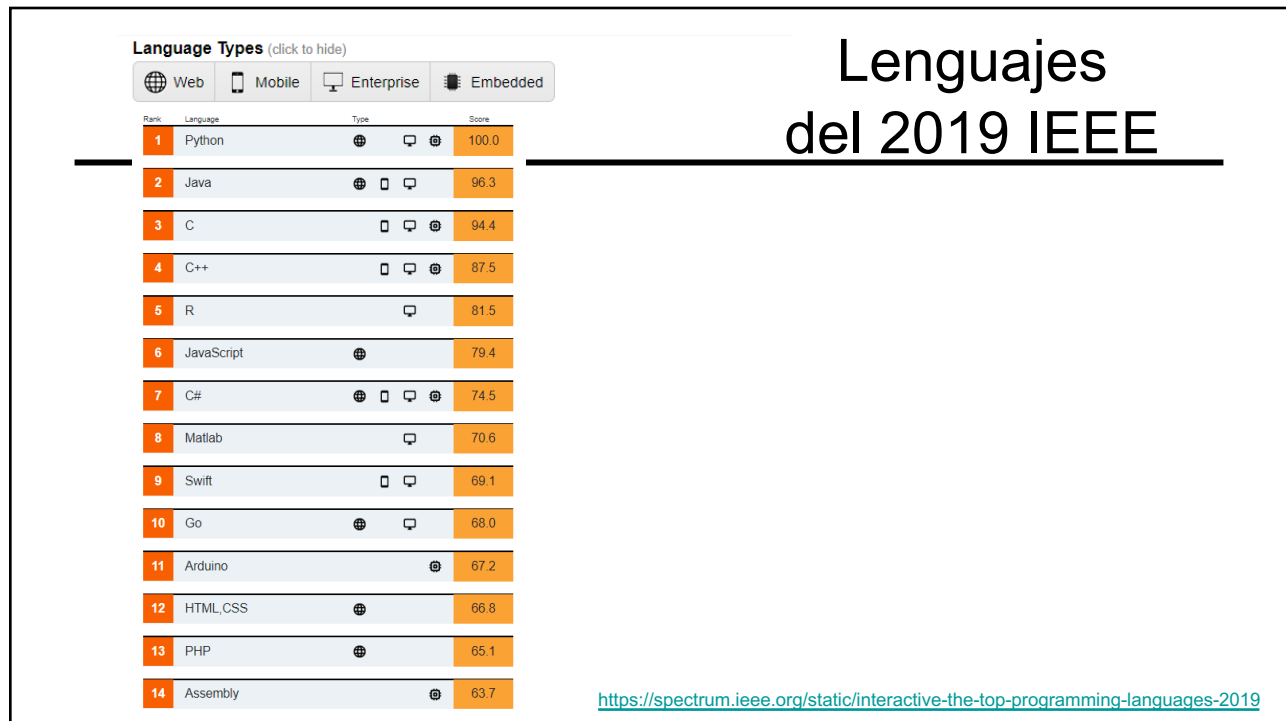 Language Types (click to hide)
Web Mobile Enterprise Embedded
Lenguajes
del 2019 IEEE
Rank Language Type Score
1 Python 100.0
2 Java 96.3
3 C 94.4
4 C++ 87.5
5 R 81.5
6 JavaScript 79.4
7 C# 74.5
8 Matlab 70.6
9 Swift 69.1
10 Go 68.0
11 Arduino 67.2
12 HTML,CSS 66.8
13 PHP 65.1
14 Assembly 63.7
https://spectrum.ieee.org/static/interactive-the-top-programming-languages-2019